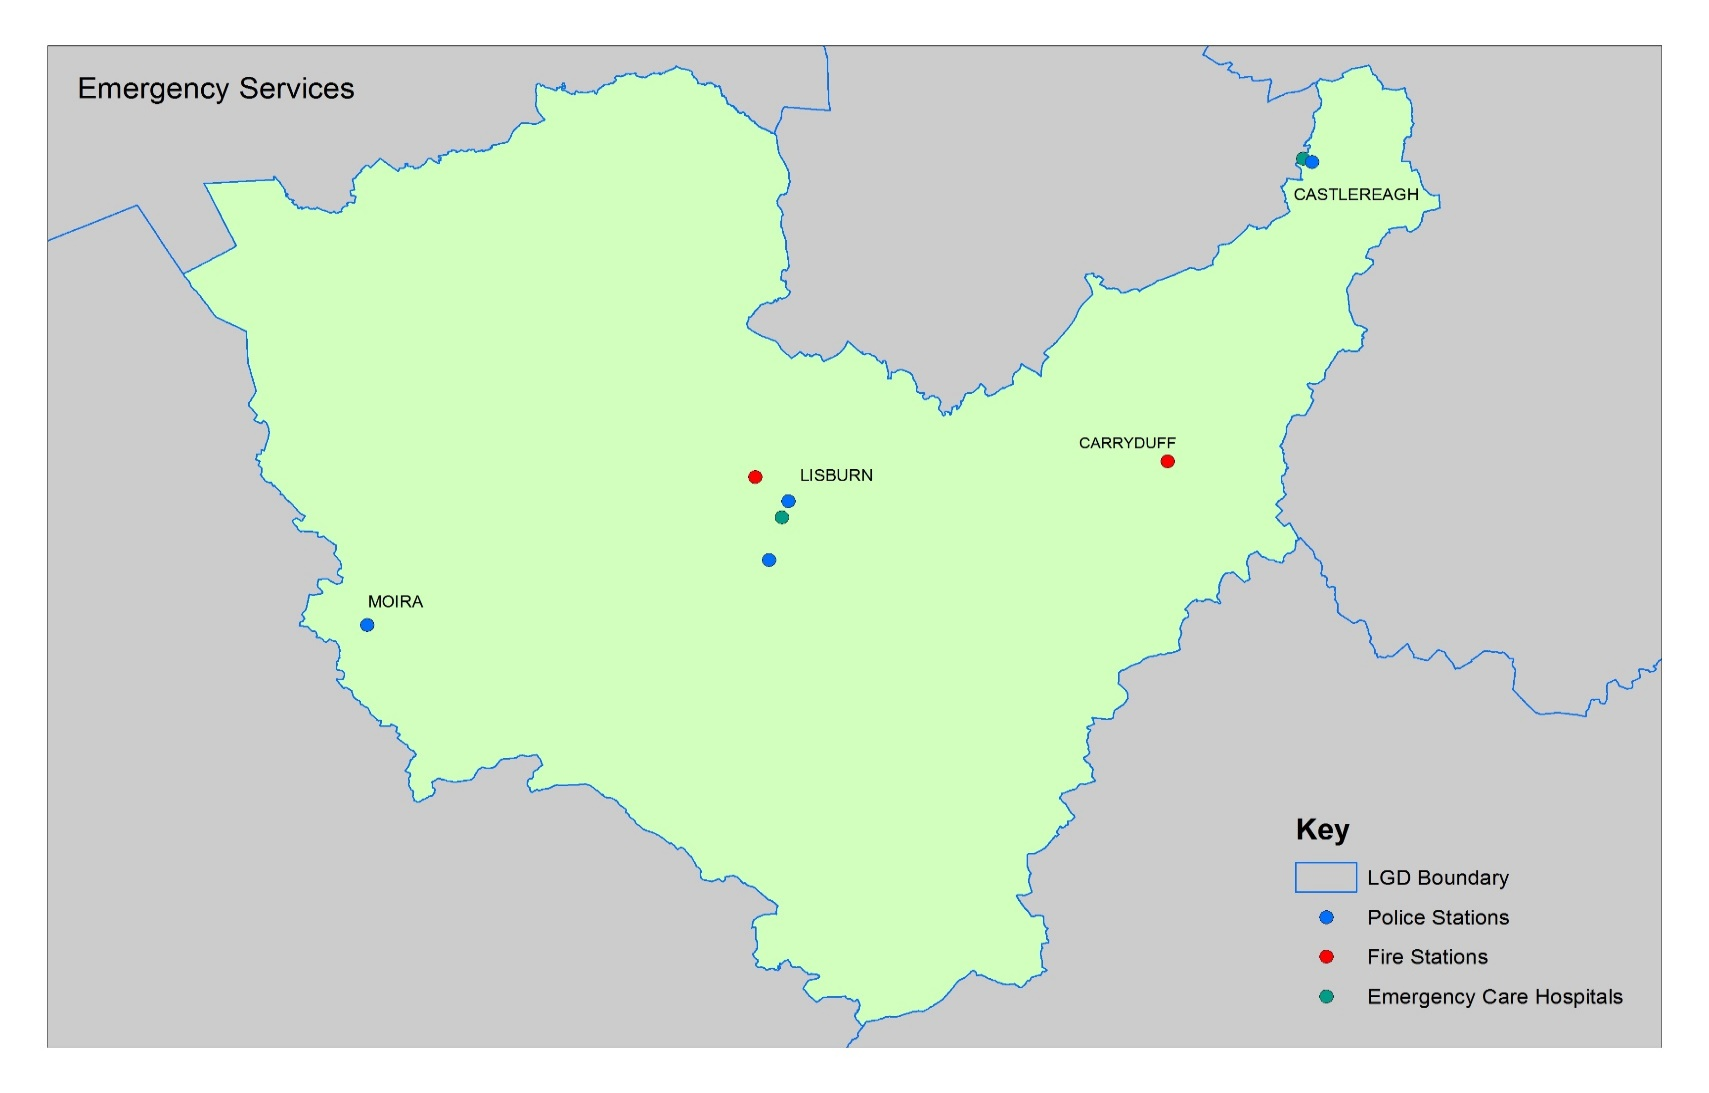 Emergency Services
CASTLEREAGH
CARRYDUFF
LISBURN
MOIRA
Key
LGD Boundary
Police Stations
Fire Stations
Emergency Care Hospitals